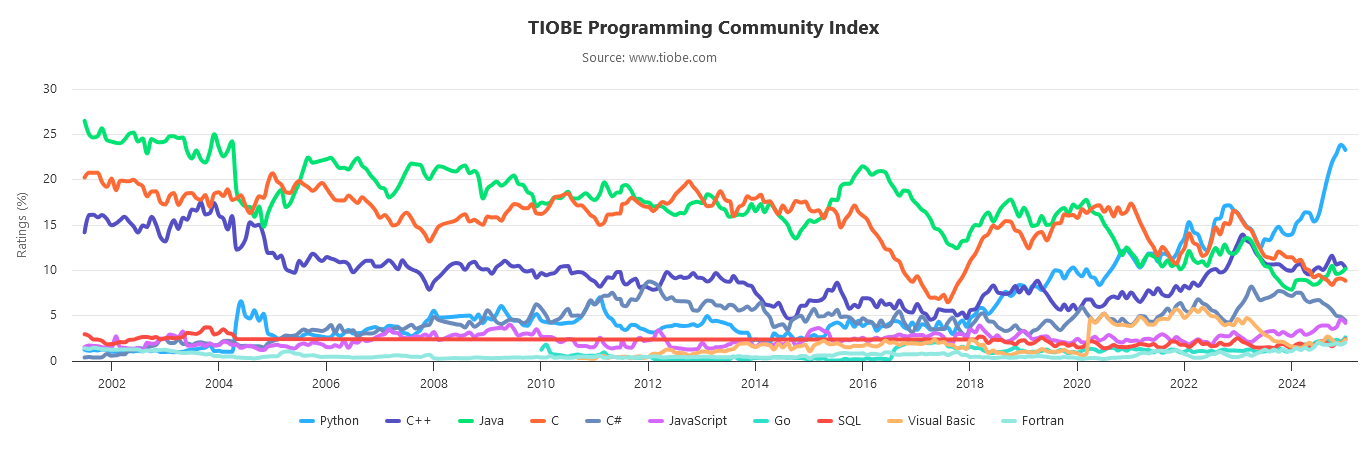 TIOBE Programming Community Index
Source: www.tiobe.com
Ratings (%)
30
25
20
15
10
5
0
2002 2004 2006 2008 2010 2012 2014 2016 2018 2020 2022 2024
Python C++ Java C C# JavaScript Go SQL Visual Basic Fortran